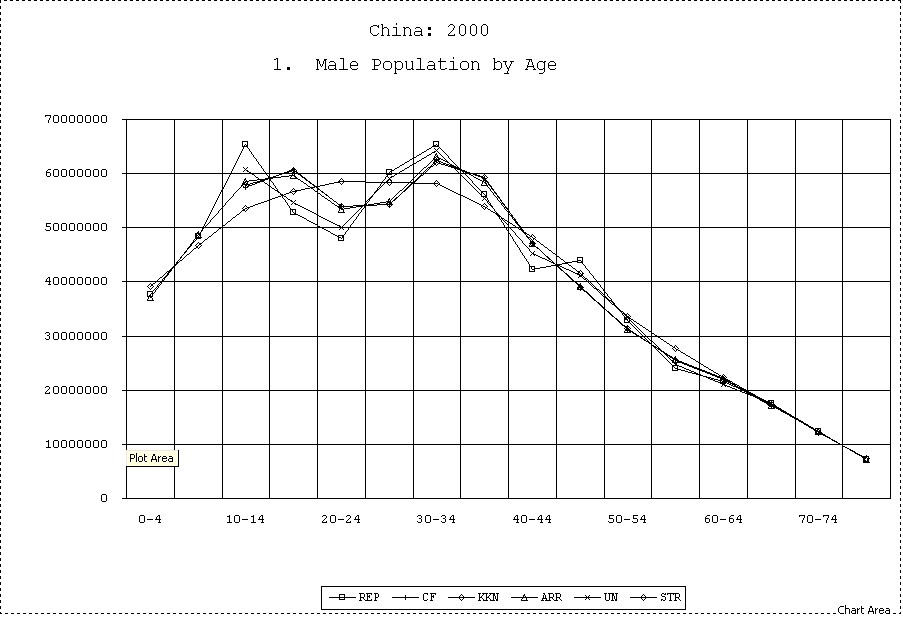 China: 2000
1.  Male Population by Age
70000000
60000000
50000000
40000000
30000000
20000000
10000000
Plot Area
0
0-4 10-14 20-24 30-34 40-44 50-54 60-64 70-74
REP CF KKN ARR UN STR
Chart Area